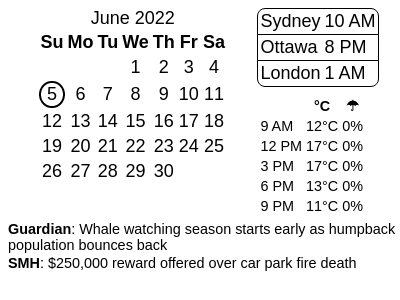 June 2022
Su Mo Tu We Th Fr Sa
1 2 3 4
5 6 7 8 9 10 11
12 13 14 15 16 17 18
19 20 21 22 23 24 25
26 27 28 29 30
Sydney 10 AM
Ottawa 8 PM
London 1 AM
°C ☂
9 AM 12°C 0%
12 PM 17°C 0%
3 PM 17°C 0%
6 PM 13°C 0%
9 PM 11°C 0%
Guardian: Whale watching season starts early as humpback
population bounces back
SMH: $250,000 reward offered over car park fire death